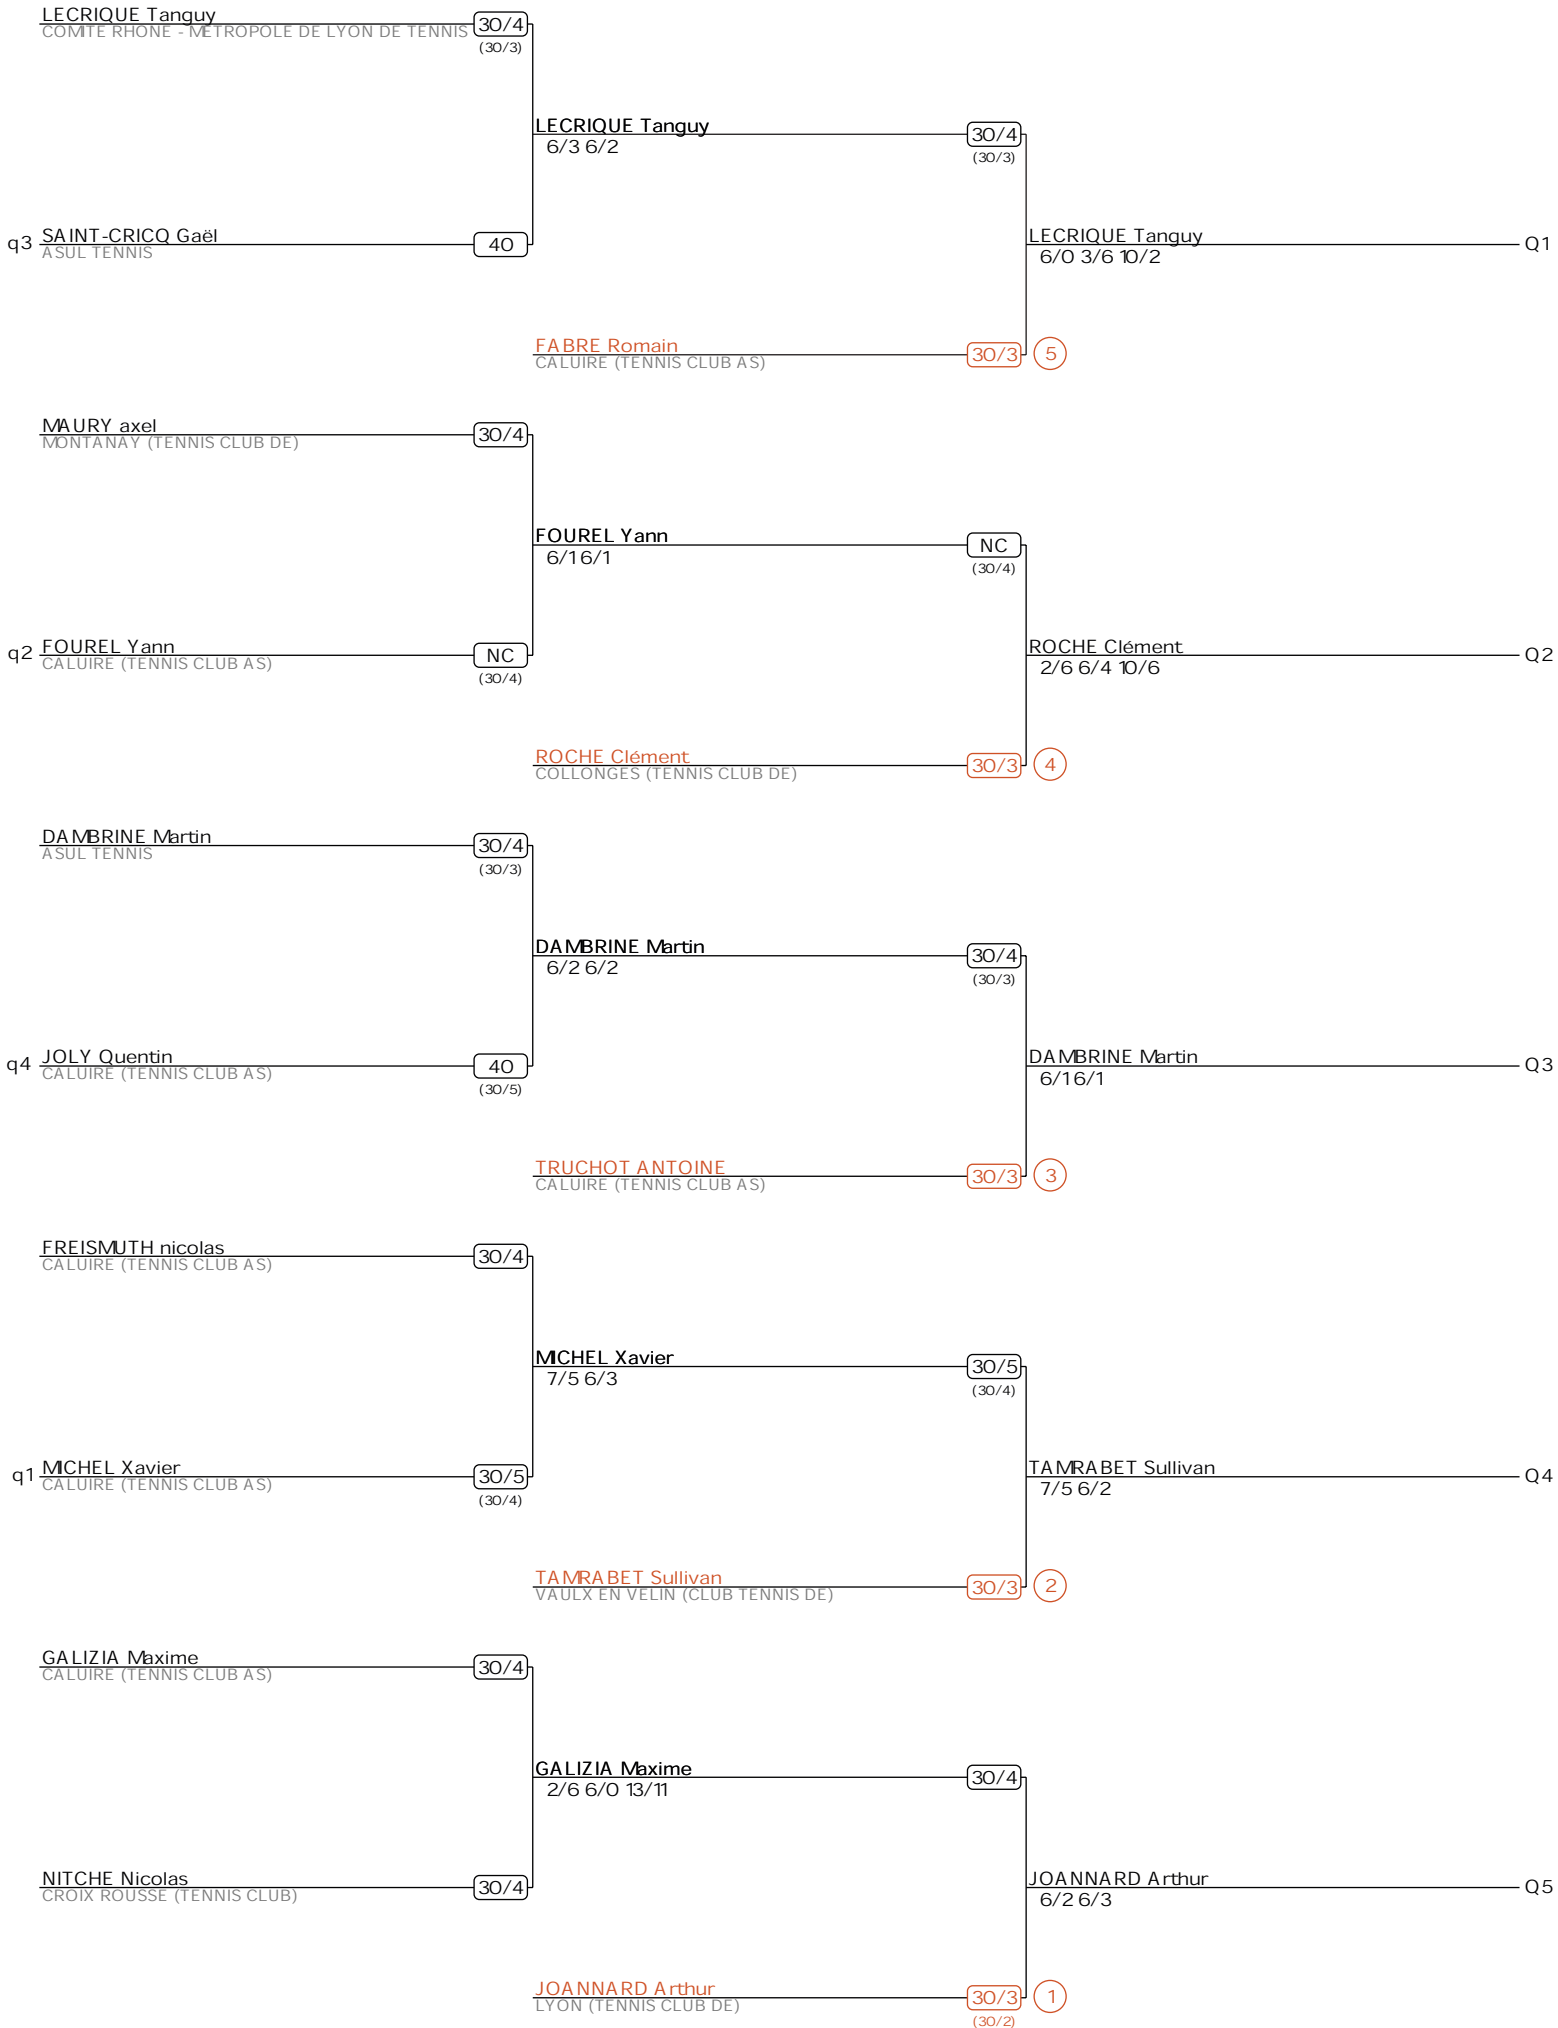 LECRIQUE Tanguy
COMITE RHONE - METROPOLE DE LYON DE TENNIS
30/4
(30/3)
LECRIQUE Tanguy
6/3 6/2
30/4
(30/3)
q3 SAINT-CRICQ Gaël
ASUL TENNIS
40
LECRIQUE Tanguy
6/0 3/6 10/2
Q1
FABRE Romain
CALUIRE (TENNIS CLUB AS)
30/3 5
MAURY axel
MONTANAY (TENNIS CLUB DE)
30/4
FOUREL Yann
6/1 6/1
NC
(30/4)
q2 FOUREL Yann
CALUIRE (TENNIS CLUB AS)
NC
(30/4)
ROCHE Clément
2/6 6/4 10/6
Q2
ROCHE Clément
COLLONGES (TENNIS CLUB DE)
30/3 4
DAMBRINE Martin
ASUL TENNIS
30/4
(30/3)
DAMBRINE Martin
6/2 6/2
30/4
(30/3)
q4 JOLY Quentin
CALUIRE (TENNIS CLUB AS)
40
(30/5)
DAMBRINE Martin
6/1 6/1
Q3
TRUCHOT ANTOINE
CALUIRE (TENNIS CLUB AS)
30/3 3
FREISMUTH nicolas
CALUIRE (TENNIS CLUB AS)
30/4
MICHEL Xavier
7/5 6/3
30/5
(30/4)
q1 MICHEL Xavier
CALUIRE (TENNIS CLUB AS)
30/5
(30/4)
TAMRABET Sullivan
7/5 6/2
Q4
TAMRABET Sullivan
VAULX EN VELIN (CLUB TENNIS DE)
30/3 2
GALIZIA Maxime
CALUIRE (TENNIS CLUB AS)
30/4
GALIZIA Maxime
2/6 6/0 13/11
30/4
NITCHE Nicolas
CROIX ROUSSE (TENNIS CLUB)
30/4
JOANNARD Arthur
6/2 6/3
Q5
JOANNARD Arthur
LYON (TENNIS CLUB DE)
30/3 1
(30/2)